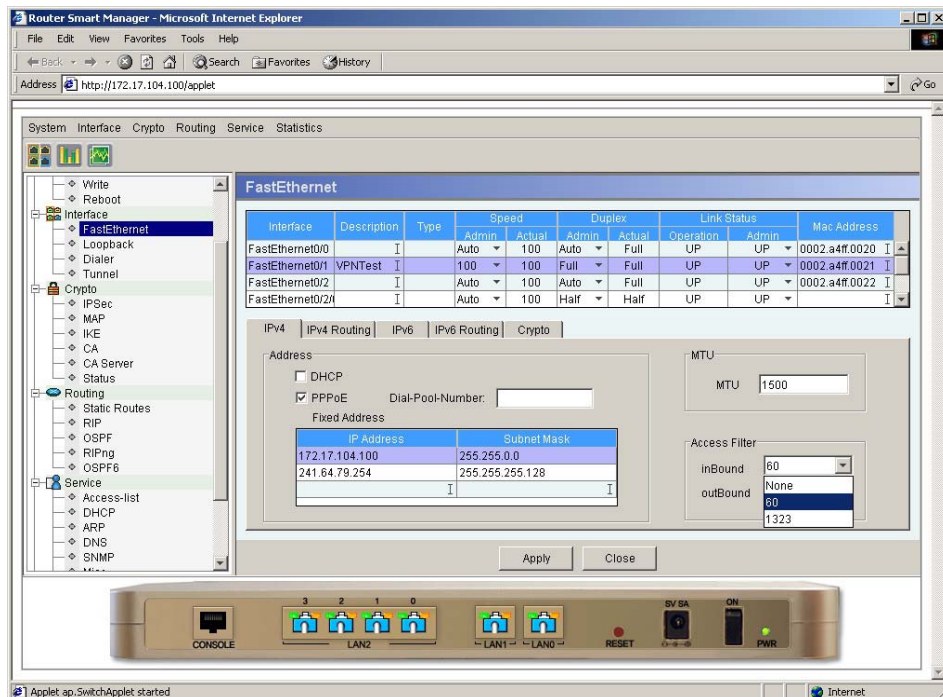 Router Smart Manager - Microsoft Internet Explorer
File Edit View Favorites Tools Help
Back Search Favorites History
Address http://172.17.104.100/applet Go
System Interface Crypto Routing Service Statistics
Write
Reboot
Interface
FastEthernet
Loopback
Dialer
Tunnel
Crypto
IPSec
MAP
IKE
CA
CA Server
Status
Routing
Static Routes
RIP
OSPF
RIPng
OSPF6
Service
Access-list
DHCP
ARP
DNS
SNMP
FastEthernet
Interface Description Type Speed Duplex Link Status Mac Address
Admin Actual Admin Actual Operation Admin
FastEthernet0/0 Auto 100 Auto Full UP UP 0002.a4ff.0020
FastEthernet0/1 VPNTest 100 100 Full Full UP UP 0002.a4ff.0021
FastEthernet0/2 Auto 100 Auto Full UP UP 0002.a4ff.0022
FastEthernet0/2/ Auto 100 Half Half UP UP
IPv4 IPv4 Routing IPv6 IPv6 Routing Crypto
Address
DHCP
PPPoE Dial-Pool-Number:
Fixed Address
IP Address Subnet Mask
172.17.104.100 255.255.0.0
241.64.79.254 255.255.255.128
MTU
MTU 1500
Access Filter
inBound 60
outBound
None
60
1323
Apply Close
CONSOLE
3 2 1 0
LAN2
LAN1 LAN0
RESET
5V 5A
ON
PWR
Applet ap.SwitchApplet started Internet